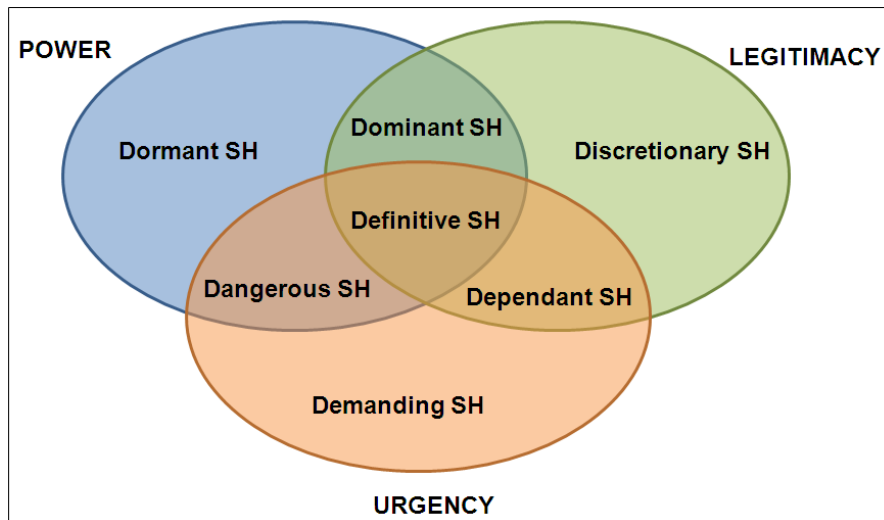 POWER
LEGITIMACY
Dominant SH
Dormant SH
Discretionary SH
Definitive SH
Dangerous SH
Dependant SH
Demanding SH
URGENCY